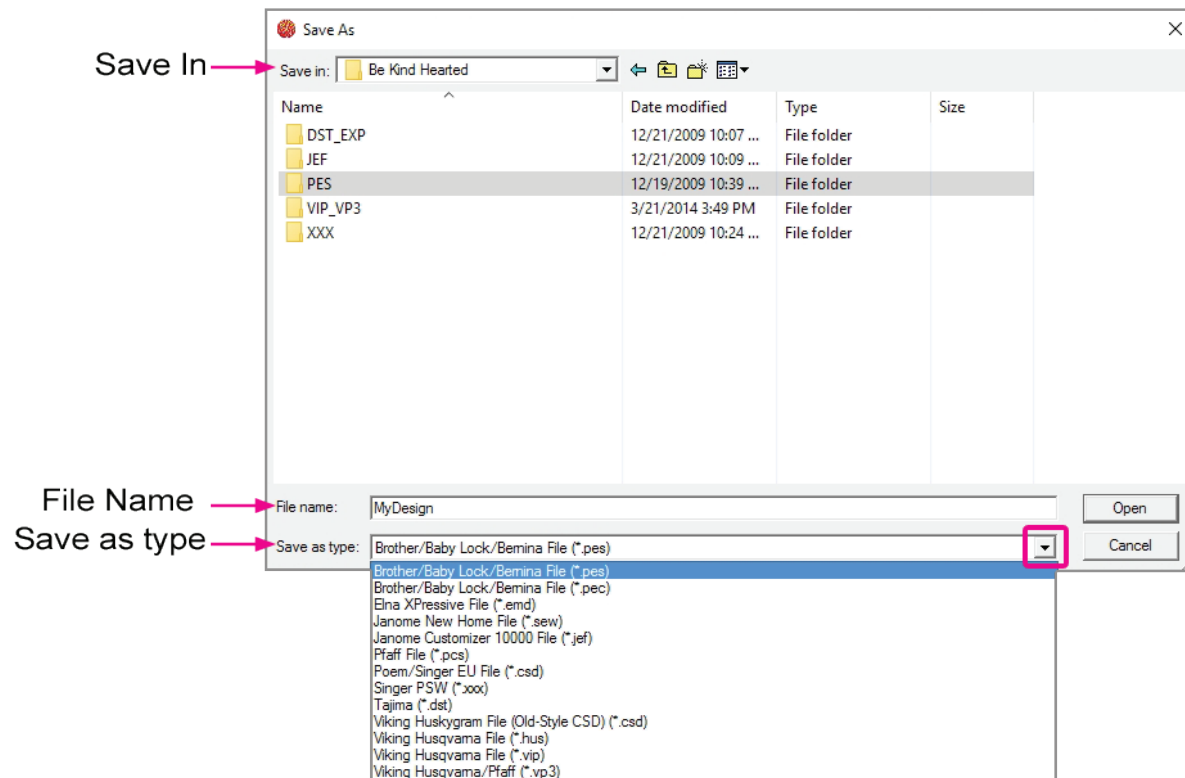 Save As
Save In
Save in: Be Kind Hearted
Name Date modified Type Size
DST_EXP 12/21/2009 10:07 ... File folder
JEF 12/21/2009 10:09 ... File folder
PES 12/19/2009 10:39 ... File folder
VIP_VP3 3/21/2014 3:49 PM File folder
XXX 12/21/2009 10:24 ... File folder
File Name
File name: MyDesign Open
Save as type
Save as type: Brother/Baby Lock/Bernina File (*.pes) Cancel
Brother/Baby Lock/Bernina File (*.pes)
Brother/Baby Lock/Bernina File (*.pec)
Elna XPressive File (*.emd)
Janome New Home File (*.sew)
Janome Customizer 10000 File (*.jef)
Pfaff File (*.pcs)
Poem/Singer EU File (*.csd)
Singer PSW (*.xxx)
Tajima (*.dst)
Viking Huskygram File (Old-Style CSD) (*.csd)
Viking Husqvarna File (*.hus)
Viking Husqvarna File (*.vip)
Viking Husqvarna/Pfaff (*.vp3)